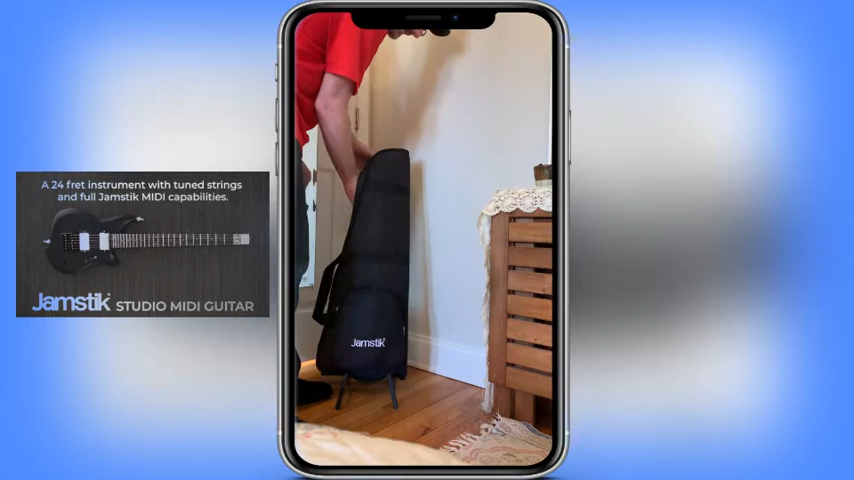 A 24 fret instrument with tuned strings
and full Jamstik MIDI capabilities.
Jamstik® STUDIO MIDI GUITAR
Jamstik